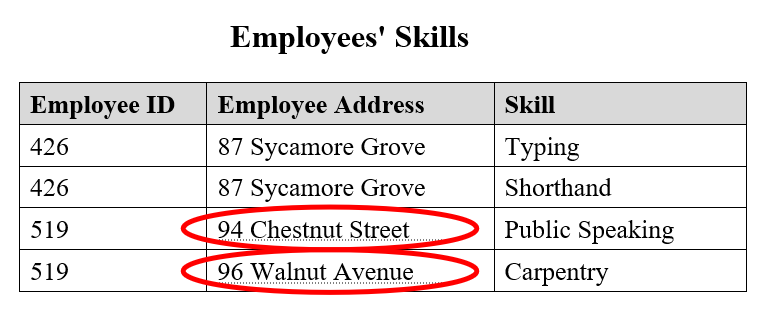 Employees' Skills
Employee ID Employee Address Skill
426 87 Sycamore Grove Typing
426 87 Sycamore Grove Shorthand
519 94 Chestnut Street Public Speaking
519 96 Walnut Avenue Carpentry